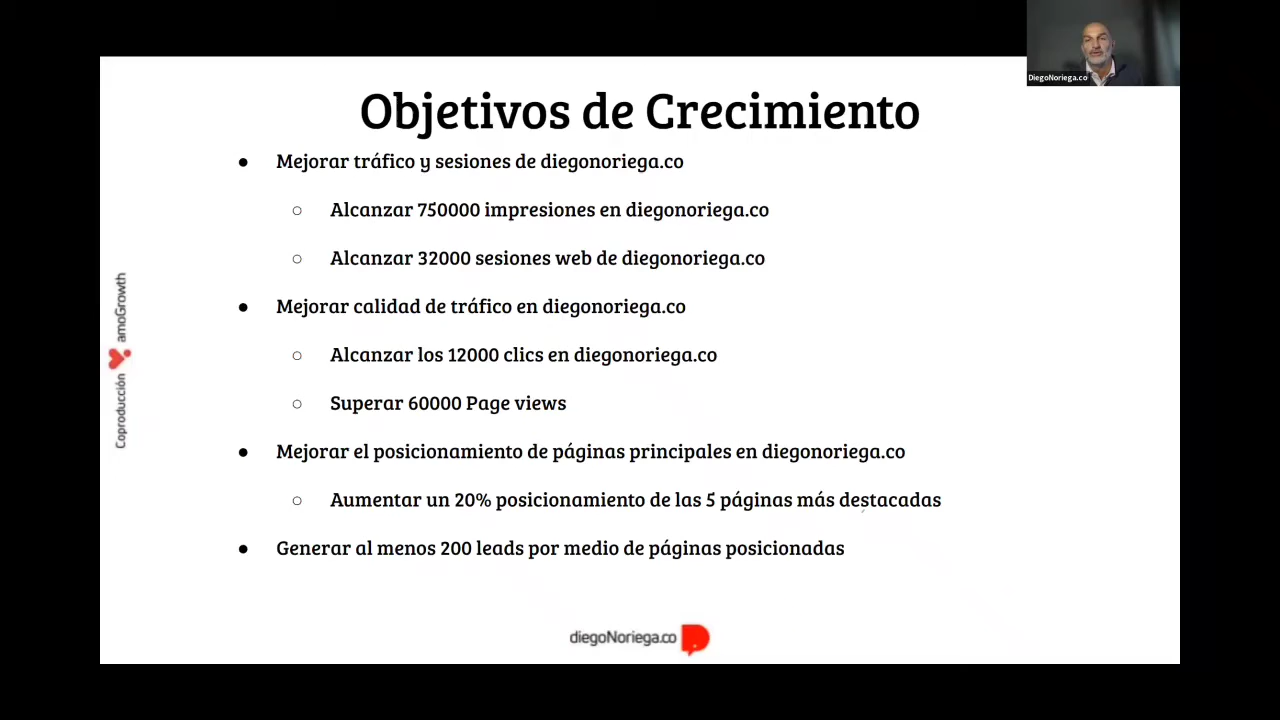 DiegoNoriega.co
Objetivos de Crecimiento
● Mejorar tráfico y sesiones de diegonoriega.co
○ Alcanzar 750000 impresiones en diegonoriega.co
○ Alcanzar 32000 sesiones web de diegonoriega.co
● Mejorar calidad de tráfico en diegonoriega.co
○ Alcanzar los 12000 clics en diegonoriega.co
○ Superar 60000 Page views
● Mejorar el posicionamiento de páginas principales en diegonoriega.co
○ Aumentar un 20% posicionamiento de las 5 páginas más destacadas
● Generar al menos 200 leads por medio de páginas posicionadas
Coproducción amoGrowth
diegoNoriega.co